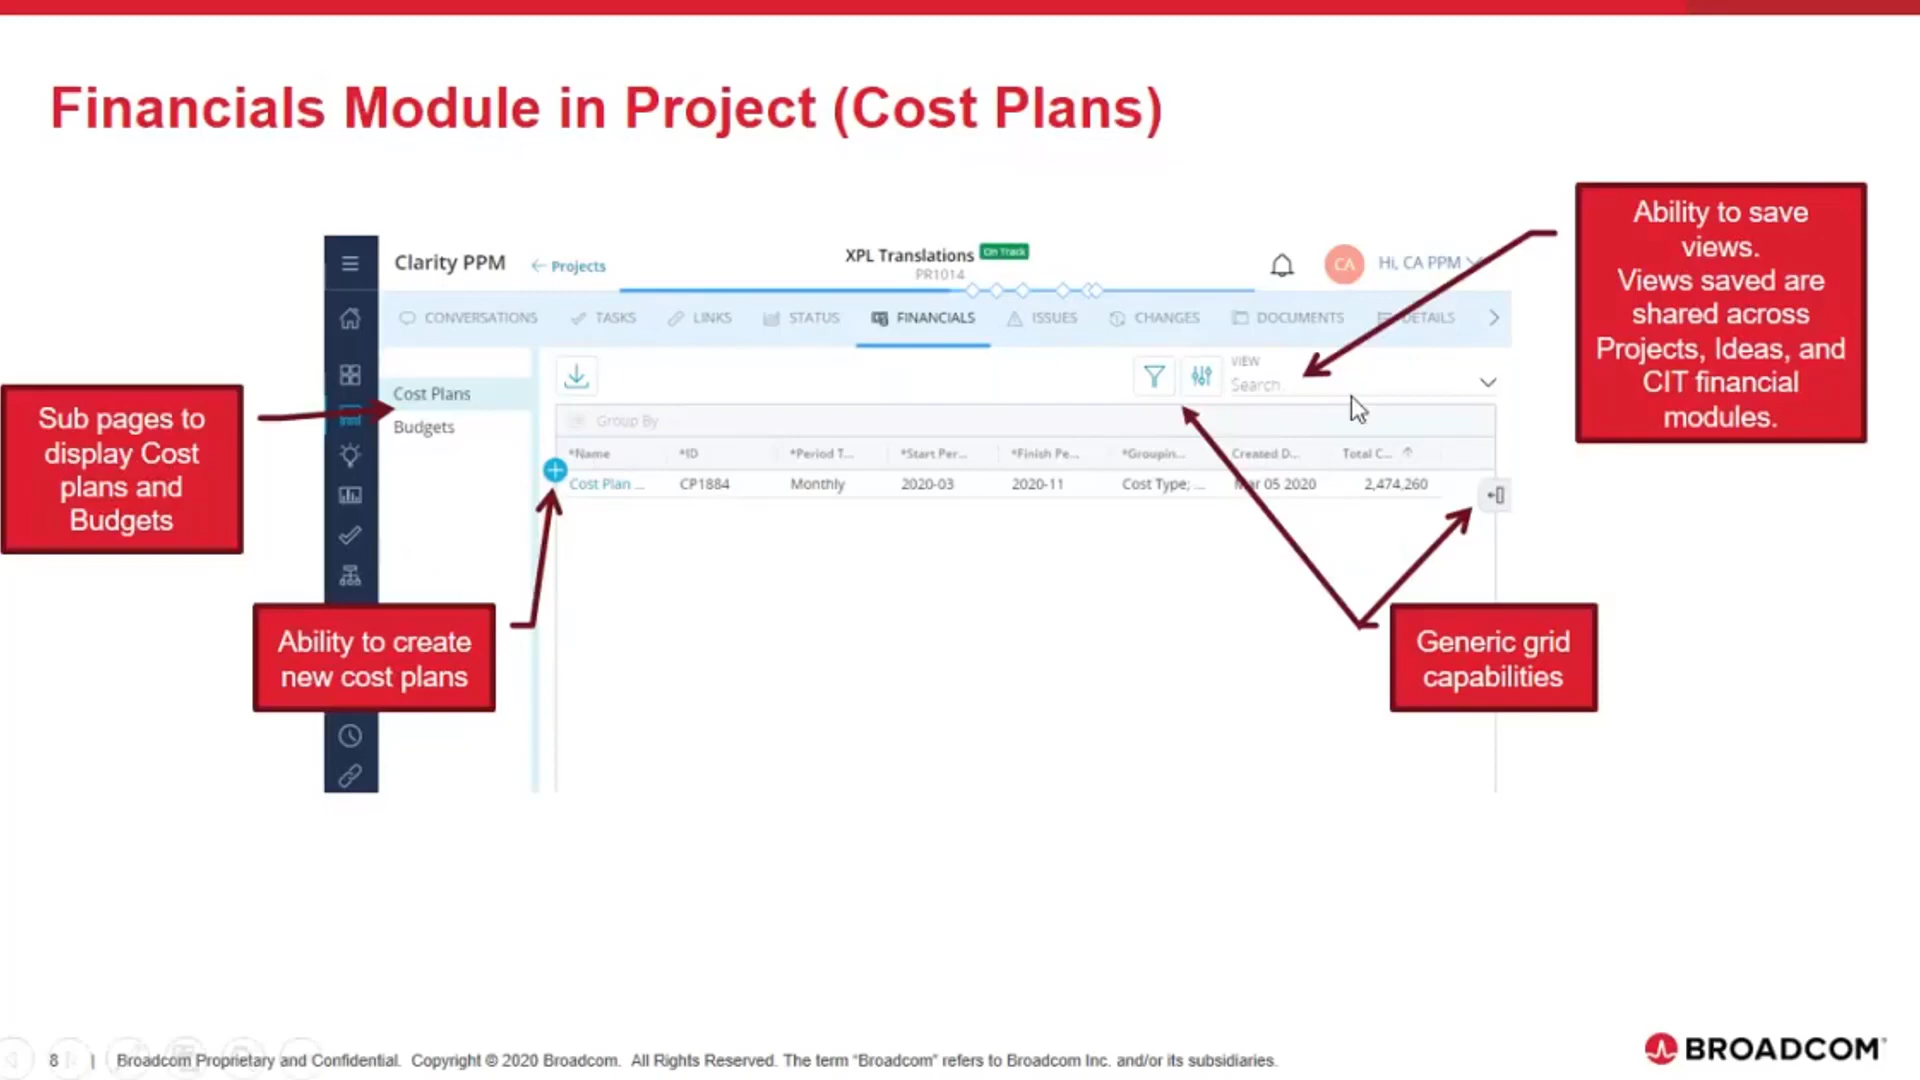 Financials Module in Project (Cost Plans)
Ability to save
views.
Views saved are
shared across
Projects, Ideas, and
CIT financial
modules.
Clarity PPM
Projects
XPL Translations
On Track
PR1014
CA
Hi, CA PPM
CONVERSATIONS
TASKS
LINKS
STATUS
FINANCIALS
ISSUES
CHANGES
DOCUMENTS
DETAILS
VIEW
Search
Cost Plans
Budgets
Group By
*Name
*ID
*Period T...
*Start Per...
*Finish Pe...
*Groupin...
Created D...
Total C...
Cost Plan ...
CP1884
Monthly
2020-03
2020-11
Cost Type; ...
Mar 05 2020
2,474,260
Sub pages to
display Cost
plans and
Budgets
Ability to create
new cost plans
Generic grid
capabilities
8 | Broadcom Proprietary and Confidential. Copyright © 2020 Broadcom. All Rights Reserved. The term “Broadcom” refers to Broadcom Inc. and/or its subsidiaries.
BROADCOM